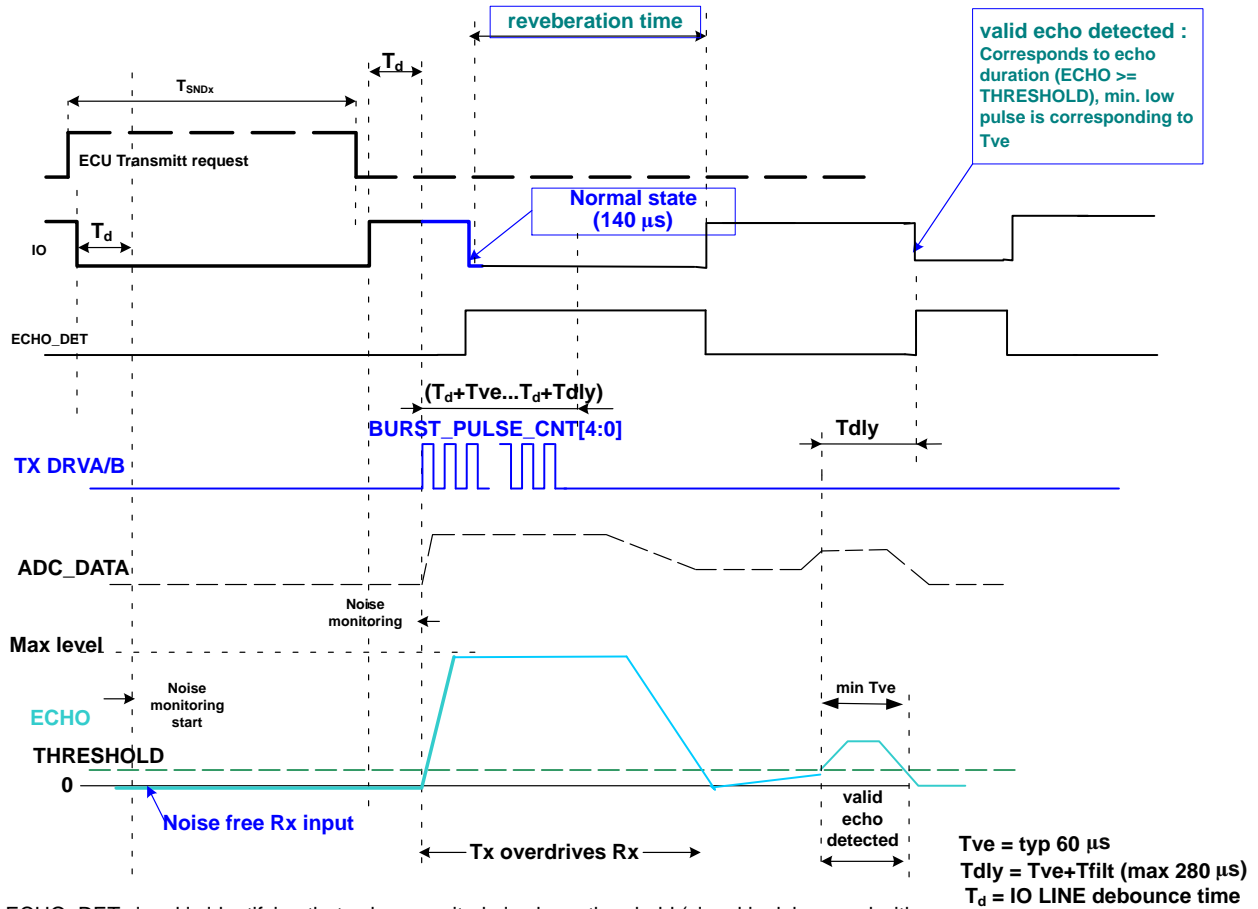 reveberation time
valid echo detected :
Corresponds to echo
duration (ECHO >=
THRESHOLD), min. low
pulse is corresponding to
Tve
Td
TSNDx
ECU Transmitt request
Normal state
(140 µs)
IO
Td
ECHO_DET
(Td+Tve...Td+Tdly)
BURST_PULSE_CNT[4:0]
Tdly
TX DRVA/B
ADC_DATA
Noise
monitoring
Max level
Noise
monitoring
start
min Tve
ECHO
THRESHOLD
0
Noise free Rx input
valid
echo
detected
Tx overdrives Rx
Tve = typ 60 µs
Tdly = Tve+Tfilt (max 280 µs)
Td = IO LINE debounce time